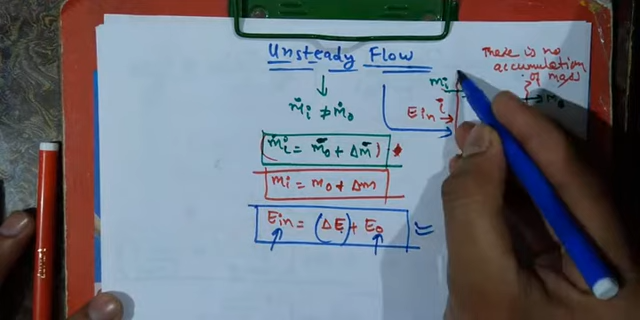 Unsteady Flow
ṁi ≠ ṁo
ṁi = ṁo + Δṁ
mi = mo + Δm
Ein = (ΔE) + Eo
There is no
accumulation
of mass
ṁi
Ein
i
Mo